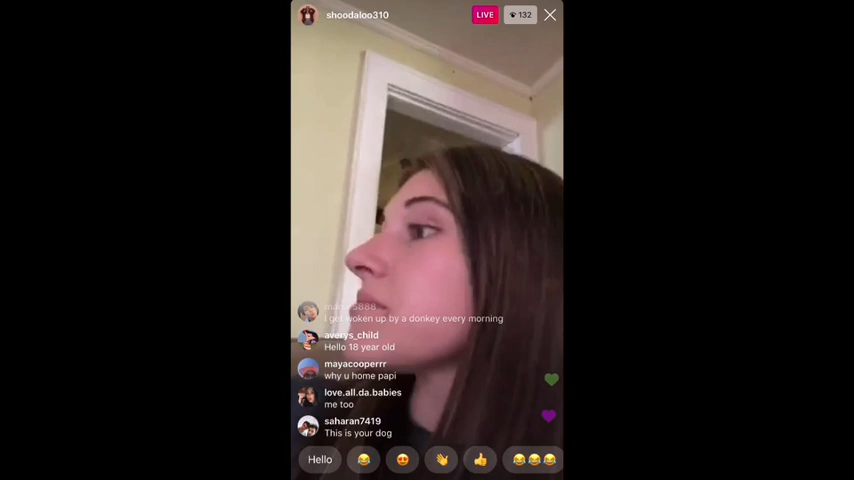 shoodaloo310
LIVE
132
I get woken up by a donkey every morning
averys_child
Hello 18 year old
mayacooperrr
why u home papi
love.all.da.babies
me too
saharan7419
This is your dog
Hello